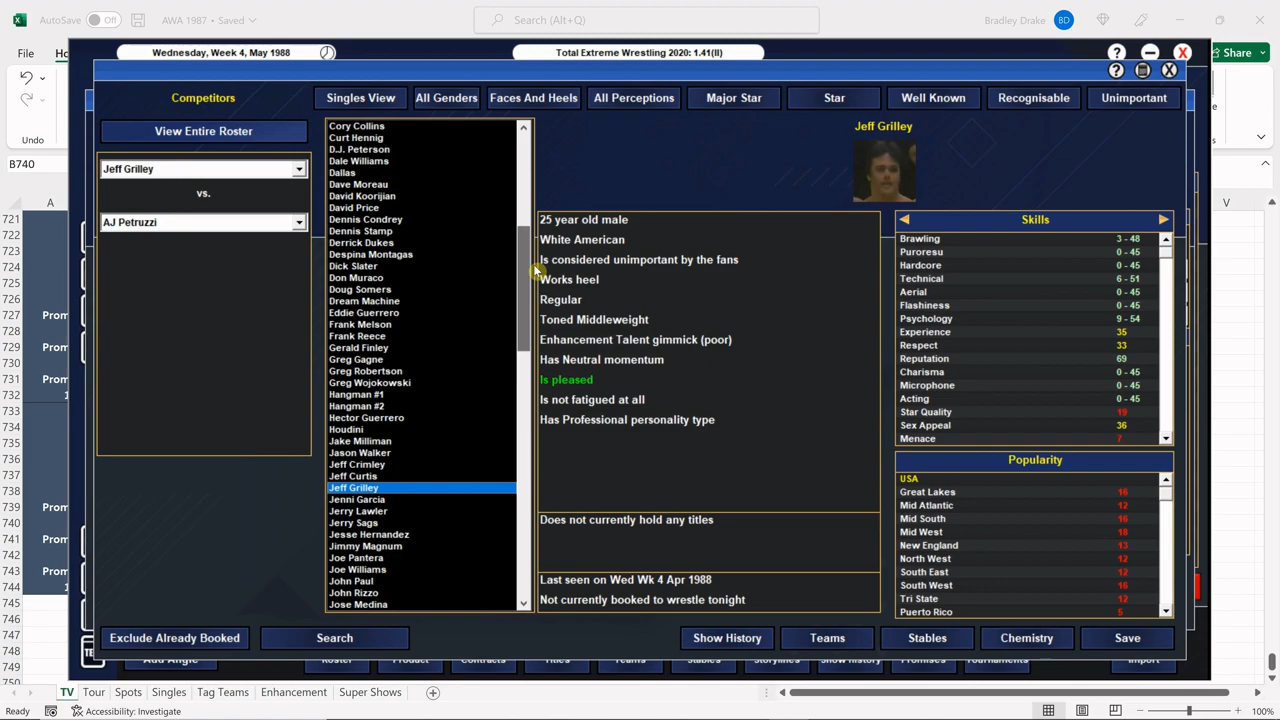 AutoSave Off AWA 1987 • Saved Search (Alt+Q) Bradley Drake BD
File Share
Wednesday, Week 4, May 1988 Total Extreme Wrestling 2020: 1.41(II) ? X
? X
Undo
B740
A V
Competitors
View Entire Roster
Jeff Grilley
vs.
AJ Petruzzi
Singles View All Genders Faces And Heels All Perceptions Major Star Star Well Known Recognisable Unimportant
Cory Collins
Curt Hennig
D.J. Peterson
Dale Williams
Dallas
Dave Moreau
David Koorijian
David Price
Dennis Condrey
Dennis Stamp
Derrick Dukes
Despina Montagas
Dick Slater
Don Muraco
Doug Somers
Dream Machine
Eddie Guerrero
Frank Melson
Frank Reece
Gerald Finley
Greg Gagne
Greg Robertson
Greg Wojokowski
Hangman #1
Hangman #2
Hector Guerrero
Houdini
Jake Milliman
Jason Walker
Jeff Crimley
Jeff Curtis
Jeff Grilley
Jenni Garcia
Jerry Lawler
Jerry Sags
Jesse Hernandez
Jimmy Magnum
Joe Pantera
Joe Williams
John Paul
John Rizzo
Jose Medina
Jeff Grilley
25 year old male
White American
Is considered unimportant by the fans
Works heel
Regular
Toned Middleweight
Enhancement Talent gimmick (poor)
Has Neutral momentum
Is pleased
Is not fatigued at all
Has Professional personality type
Does not currently hold any titles
Last seen on Wed Wk 4 Apr 1988
Not currently booked to wrestle tonight
Skills
Brawling 3 - 48
Puroresu 0 - 45
Hardcore 0 - 45
Technical 6 - 51
Aerial 0 - 45
Flashiness 0 - 45
Psychology 9 - 54
Experience 35
Respect 33
Reputation 69
Charisma 0 - 45
Microphone 0 - 45
Acting 0 - 45
Star Quality 19
Sex Appeal 36
Menace 7
Popularity
USA
Great Lakes 16
Mid Atlantic 12
Mid South 16
Mid West 18
New England 13
North West 12
South East 12
South West 16
Tri State 12
Puerto Rico 5
Exclude Already Booked Search Show History Teams Stables Chemistry Save
721
727
Prom
728
729
Prom
731
1
732
733
738
739
740
Prom
742
743
Prom
744
1
745
746
747
748
749
TV Tour Spots Singles Tag Teams Enhancement Super Shows
Ready Accessibility: Investigate 100%